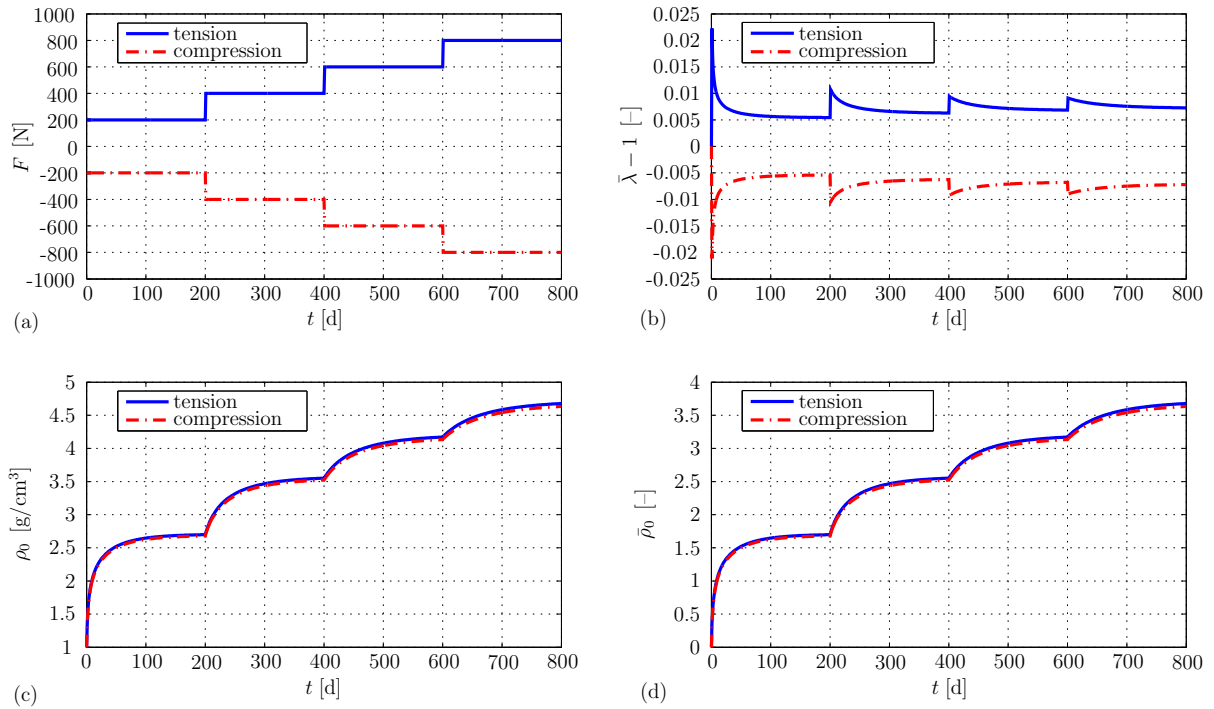 1000
800
600
400
200
0
-200
-400
-600
-800
-1000
F [N]
tension
compression
0 100 200 300 400 500 600 700 800
t [d]
(a)
0.025
0.02
0.015
0.01
0.005
0
-0.005
-0.01
-0.015
-0.02
-0.025
λ̄ − 1 [–]
tension
compression
0 100 200 300 400 500 600 700 800
t [d]
(b)
5
4.5
4
3.5
3
2.5
2
1.5
1
ρ₀ [g/cm³]
tension
compression
0 100 200 300 400 500 600 700 800
t [d]
(c)
4
3.5
3
2.5
2
1.5
1
0.5
0
ρ̄₀ [–]
tension
compression
0 100 200 300 400 500 600 700 800
t [d]
(d)